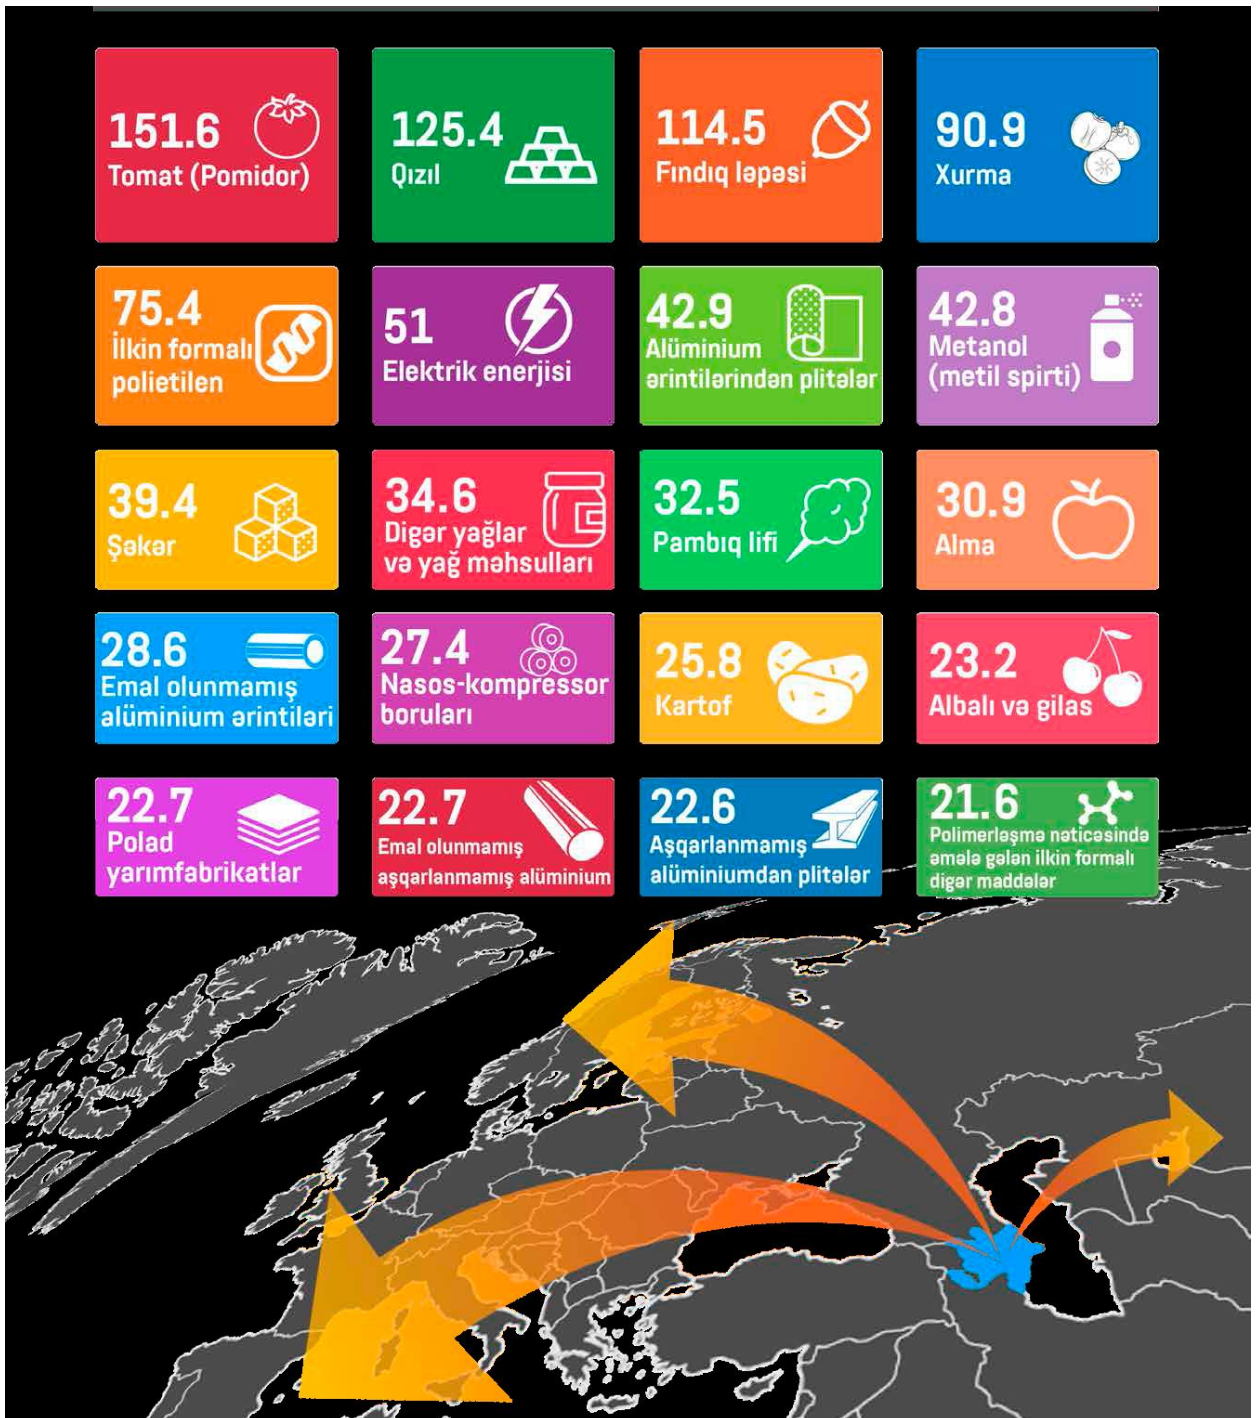 151.6
Tomat (Pomidor)
125.4
Qızıl
114.5
Fındıq ləpəsi
90.9
Xurma
75.4
İlkin formalı
polietilen
51
Elektrik enerjisi
42.9
Alüminium
ərintilərindən plitələr
42.8
Metanol
(metil spirti)
39.4
Şəkər
34.6
Digər yağlar
və yağ məhsulları
32.5
Pambıq lifi
30.9
Alma
28.6
Emal olunmamış
alüminium ərintiləri
27.4
Nasos-kompressor
boruları
25.8
Kartof
23.2
Albalı və gilas
22.7
Polad
yarımfabrikatlar
22.7
Emal olunmamış
aşqarlanmamış alüminium
22.6
Aşqarlanmamış
alüminiumdan plitələr
21.6
Polimerləşmə nəticəsində
əmələ gələn ilkin formalı
digər maddələr